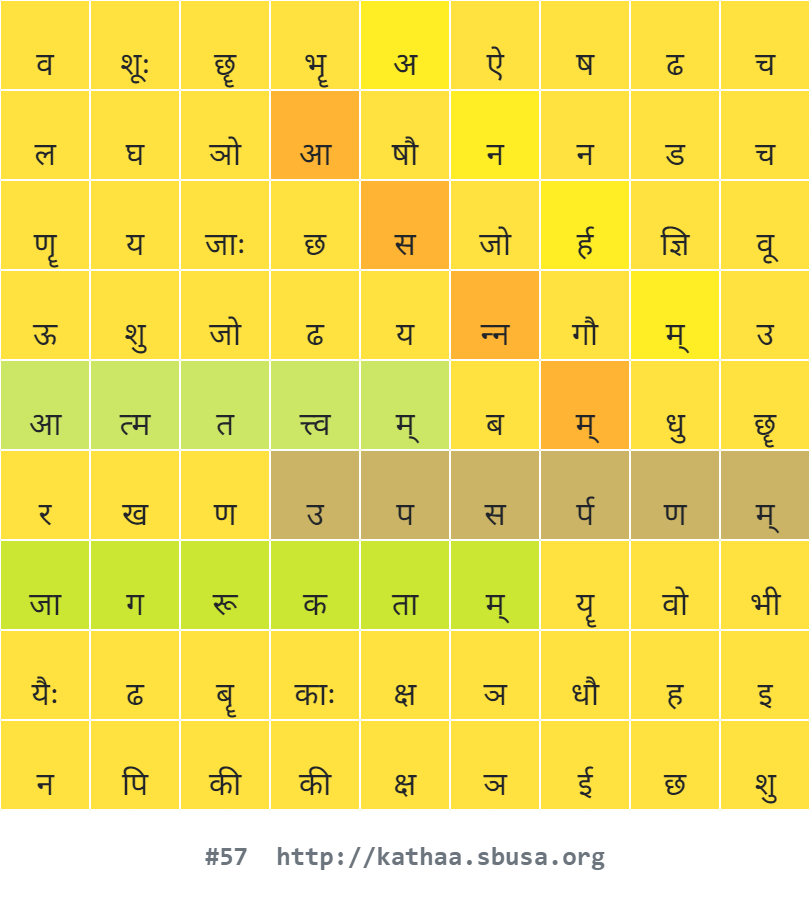 व शूः छॄ भॄ अ ऐ ष ढ च
ल घ ञो आ षौ न न ड च
णॄ य जाः छ स जो र्ह ज्ञि वू
ऊ शु जो ढ य न्न गौ म् उ
आ त्म त त्त्व म् ब म् धु छॄ
र ख ण उ प स र्प ण म्
जा ग रू क ता म् यॄ वो भी
यैः ढ बॄ काः क्ष ञ धौ ह इ
न पि की की क्ष ञ ई छ शु
#57 http://kathaa.sbusa.org